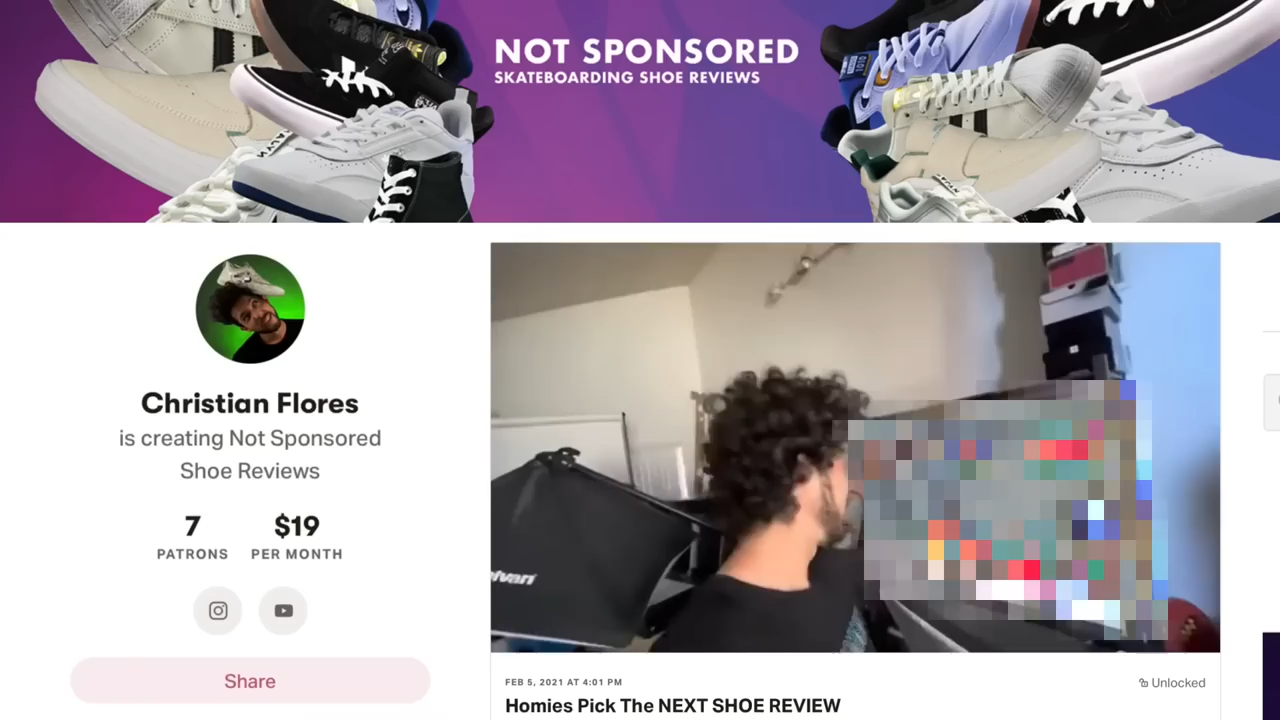 NOT SPONSORED
SKATEBOARDING SHOE REVIEWS
Christian Flores
is creating Not Sponsored
Shoe Reviews
7
PATRONS
$19
PER MONTH
Share
FEB 5, 2021 AT 4:01 PM
Unlocked
Homies Pick The NEXT SHOE REVIEW